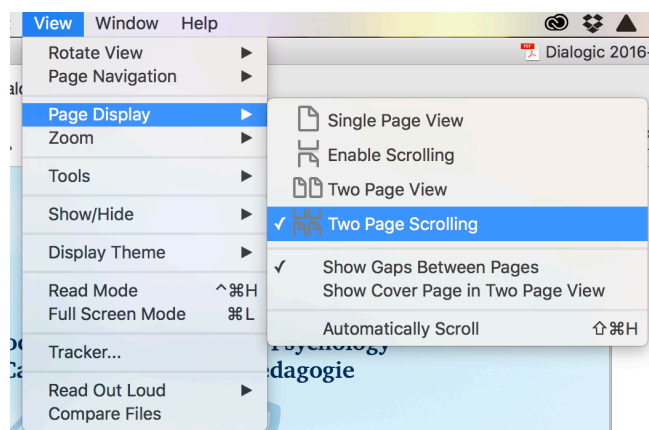 View Window Help
Dialogic 2016-
Rotate View
Page Navigation
Page Display
Zoom
Tools
Show/Hide
Display Theme
Read Mode ^⌘H
Full Screen Mode ⌘L
Tracker...
Read Out Loud
Compare Files
Single Page View
Enable Scrolling
Two Page View
✓ Two Page Scrolling
✓ Show Gaps Between Pages
Show Cover Page in Two Page View
Automatically Scroll ⇧⌘H
Psychology
dagogie